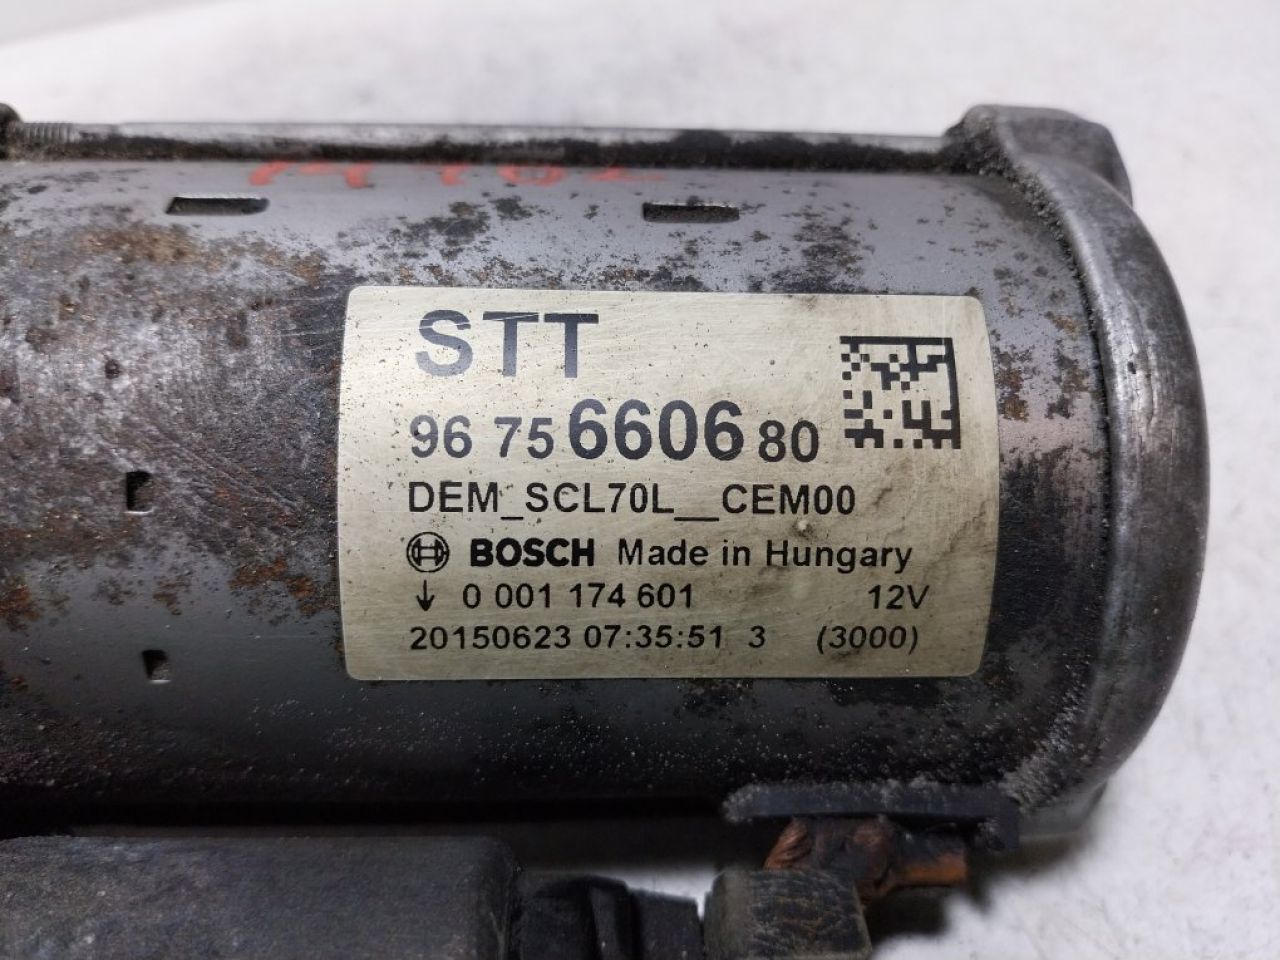 STT
96 75 6606 80
DEM_SCL70L__CEM00
BOSCH Made in Hungary
↓ 0 001 174 601 12V
20150623 07:35:51 3 (3000)